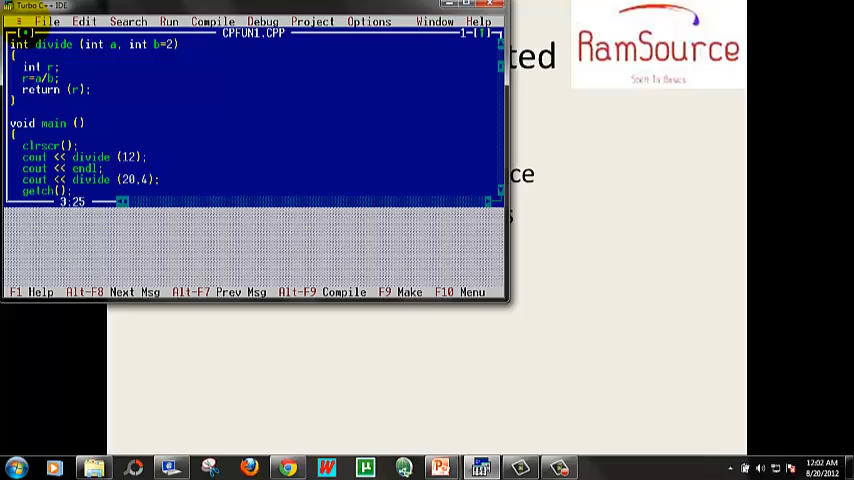 Turbo C++ IDE
≡ File Edit Search Run Compile Debug Project Options Window Help
CPFUN1.CPP
1=[↑]
int divide (int a, int b=2)
{
int r;
r=a/b;
return (r);
}
void main ()
{
clrscr();
cout << divide (12);
cout << endl;
cout << divide (20,4);
getch();
3:25
F1 Help Alt-F8 Next Msg Alt-F7 Prev Msg Alt-F9 Compile F9 Make F10 Menu
ted
RamSource
ce
s
12:02 AM
8/20/2012